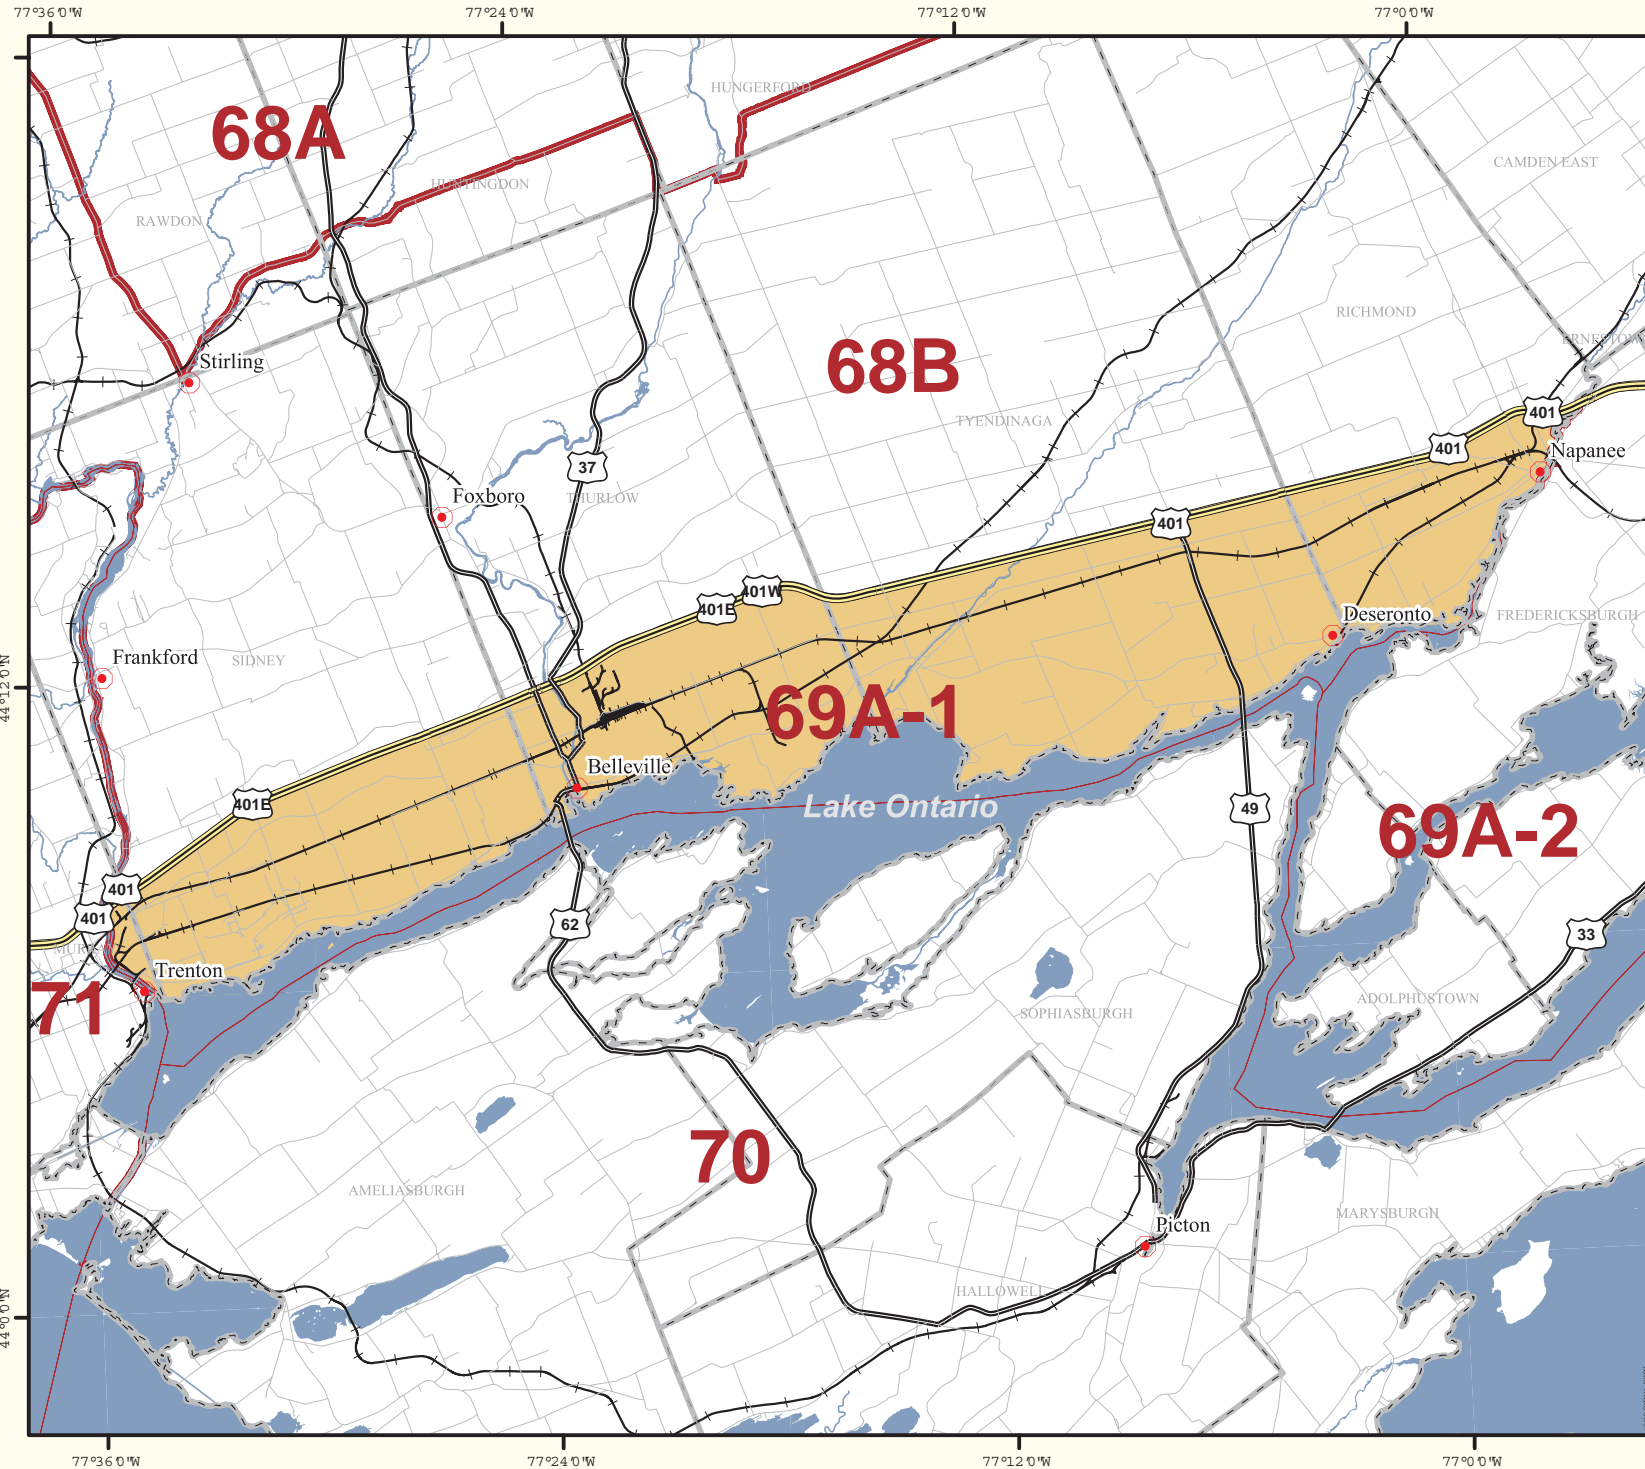 77°36'0"W
77°24'0"W
77°12'0"W
77°0'0"W
HUNGERFORD
68A
CAMDEN EAST
HUNTINGDON
RAWDON
RICHMOND
ERNESTOWN
Stirling
68B
401
TYENDINAGA
401
Napanee
37
Foxboro
THURLOW
401
401W
401E
Deseronto
FREDERICKSBURGH
44°12'0"N
Frankford
SIDNEY
69A-1
Belleville
401E
Lake Ontario
49
69A-2
401
401
62
33
MURRAY
Trenton
71
ADOLPHUSTOWN
SOPHIASBURGH
70
AMELIASBURGH
Picton
MARYSBURGH
HALLOWELL
44°0'0"N
77°36'0"W
77°24'0"W
77°12'0"W
77°0'0"W